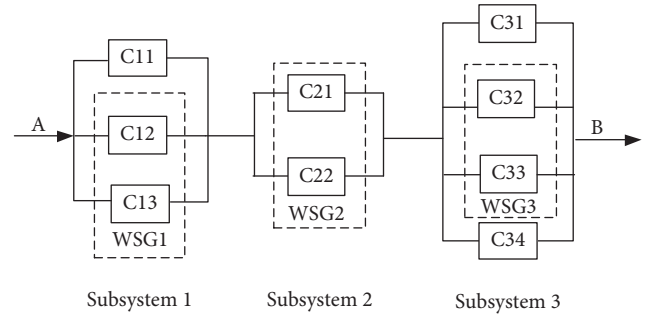 C31
C11
C32
C21
A
C12
B
C22
C33
C13
WSG3
WSG2
WSG1
C34
Subsystem 1
Subsystem 2
Subsystem 3